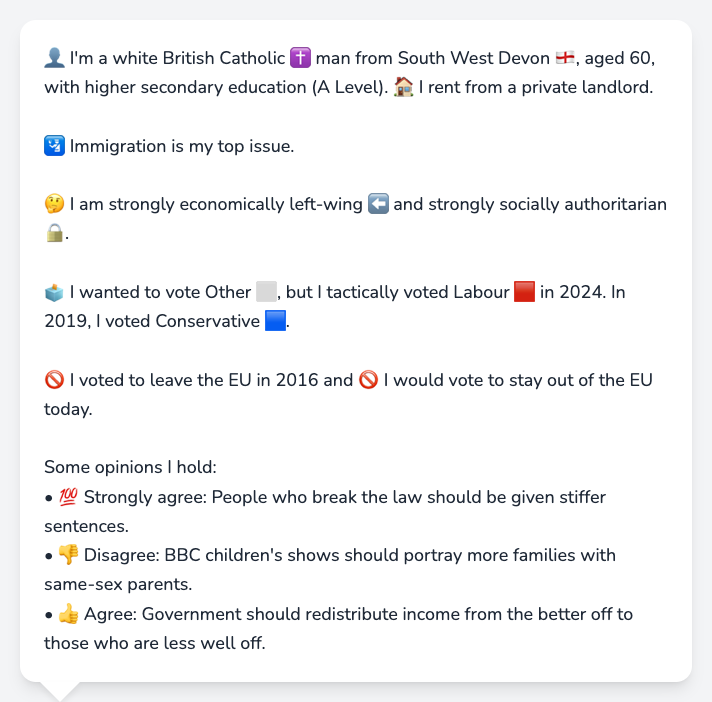 👤 I'm a white British Catholic ✝️ man from South West Devon 🏴󠁧󠁢󠁥󠁮󠁧󠁿, aged 60,
with higher secondary education (A Level). 🏠 I rent from a private landlord.
🛂 Immigration is my top issue.
🤔 I am strongly economically left-wing ⬅️ and strongly socially authoritarian
🔒.
🗳️ I wanted to vote Other ⬜, but I tactically voted Labour 🟥 in 2024. In
2019, I voted Conservative 🟦.
🚫 I voted to leave the EU in 2016 and 🚫 I would vote to stay out of the EU
today.
Some opinions I hold:
• 💯 Strongly agree: People who break the law should be given stiffer
sentences.
• 👎 Disagree: BBC children's shows should portray more families with
same-sex parents.
• 👍 Agree: Government should redistribute income from the better off to
those who are less well off.